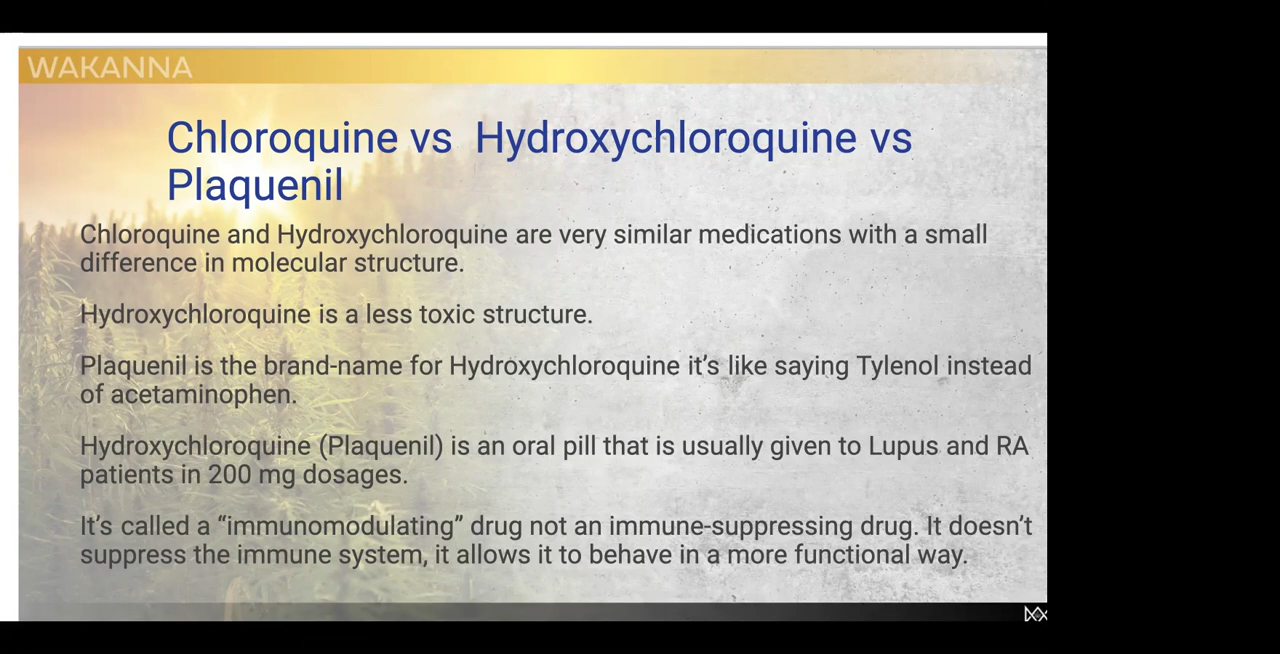 WAKANNA
Chloroquine vs Hydroxychloroquine vs
Plaquenil
Chloroquine and Hydroxychloroquine are very similar medications with a small
difference in molecular structure.
Hydroxychloroquine is a less toxic structure.
Plaquenil is the brand-name for Hydroxychloroquine it’s like saying Tylenol instead
of acetaminophen.
Hydroxychloroquine (Plaquenil) is an oral pill that is usually given to Lupus and RA
patients in 200 mg dosages.
It’s called a “immunomodulating” drug not an immune-suppressing drug. It doesn’t
suppress the immune system, it allows it to behave in a more functional way.